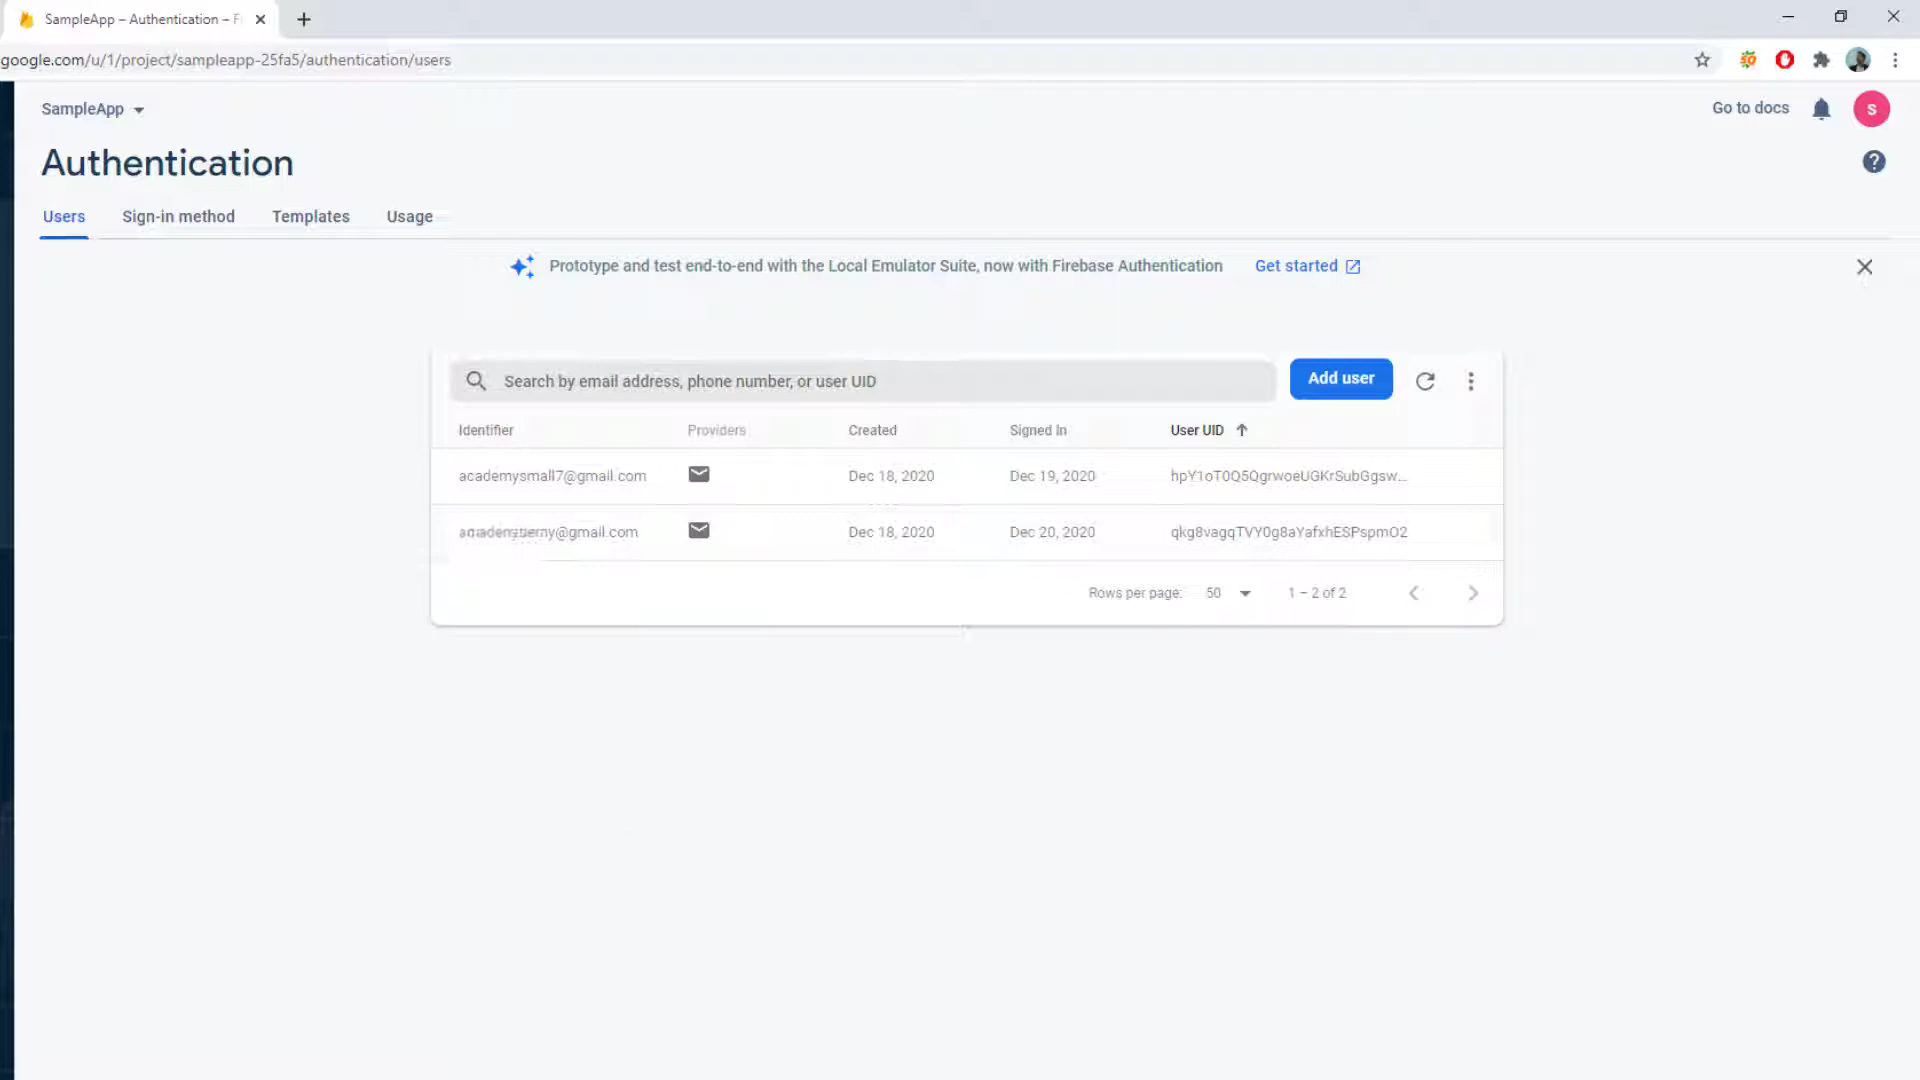 SampleApp – Authentication – F
google.com/u/1/project/sampleapp-25fa5/authentication/users
SampleApp
Go to docs
S
Authentication
Users Sign-in method Templates Usage
Prototype and test end-to-end with the Local Emulator Suite, now with Firebase Authentication Get started
Search by email address, phone number, or user UID
Add user
Identifier Providers Created Signed In User UID
academysmall7@gmail.com Dec 18, 2020 Dec 19, 2020 hpY1oT0Q5QgrwoeUGKrSubGgsw...
Dec 18, 2020 Dec 20, 2020 qkg8vagqTVY0g8aYafxhESPspmO2
Rows per page: 50 1 – 2 of 2